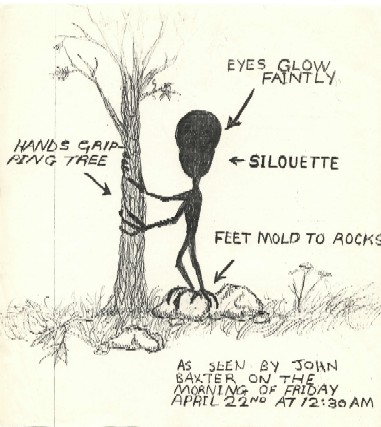 EYES GLOW
FAINTLY
HANDS GRIP-
PING TREE
SILOUETTE
FEET MOLD TO ROCKS
AS SEEN BY JOHN
BAXTER ON THE
MORNING OF FRIDAY
APRIL 22ND AT 12:30 AM